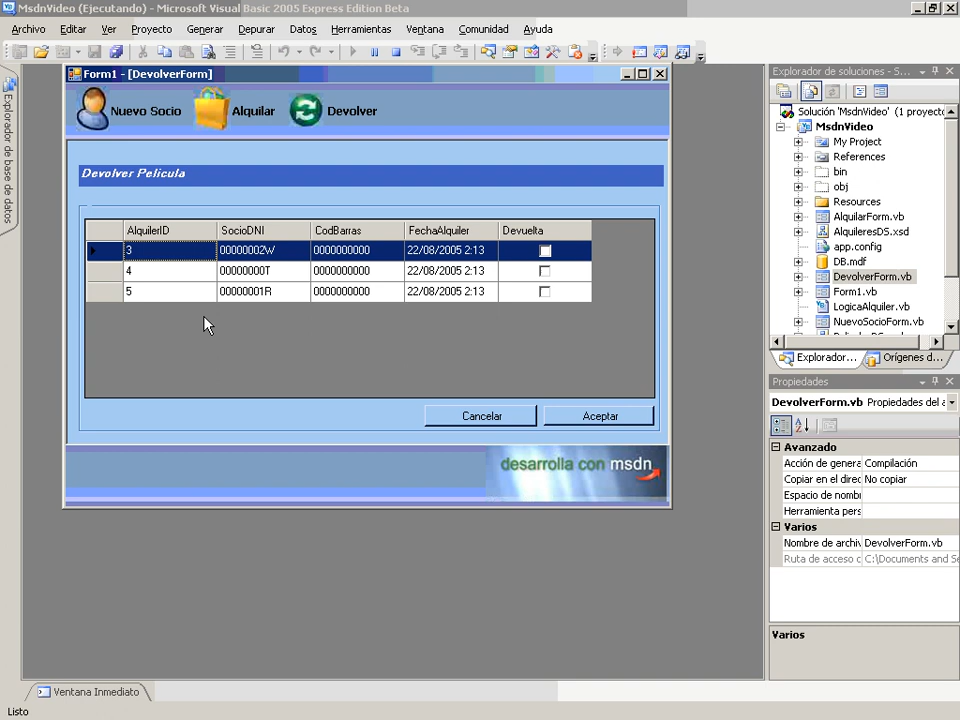 MsdnVideo (Ejecutando) - Microsoft Visual Basic 2005 Express Edition Beta
Archivo Editar Ver Proyecto Generar Depurar Datos Herramientas Ventana Comunidad Ayuda
Explorador de base de datos
Form1 - [DevolverForm]
Nuevo Socio Alquilar Devolver
Devolver Pelicula
AlquilerID SocioDNI CodBarras FechaAlquiler Devuelta
3 00000002W 0000000000 22/08/2005 2:13
4 00000000T 0000000000 22/08/2005 2:13
5 00000001R 0000000000 22/08/2005 2:13
Cancelar Aceptar
desarrolla con msdn
Explorador de soluciones - S...
Solución 'MsdnVideo' (1 proyecto
MsdnVideo
My Project
References
bin
obj
Resources
AlquilarForm.vb
AlquileresDS.xsd
app.config
DB.mdf
DevolverForm.vb
Form1.vb
LogicaAlquiler.vb
NuevoSocioForm.vb
Explorador... Orígenes d...
Propiedades
DevolverForm.vb Propiedades del a
Avanzado
Acción de genera Compilación
Copiar en el direc No copiar
Espacio de nomb
Herramienta pers
Varios
Nombre de archiv DevolverForm.vb
Ruta de acceso c C:\Documents and Se
Varios
Ventana Inmediato
Listo